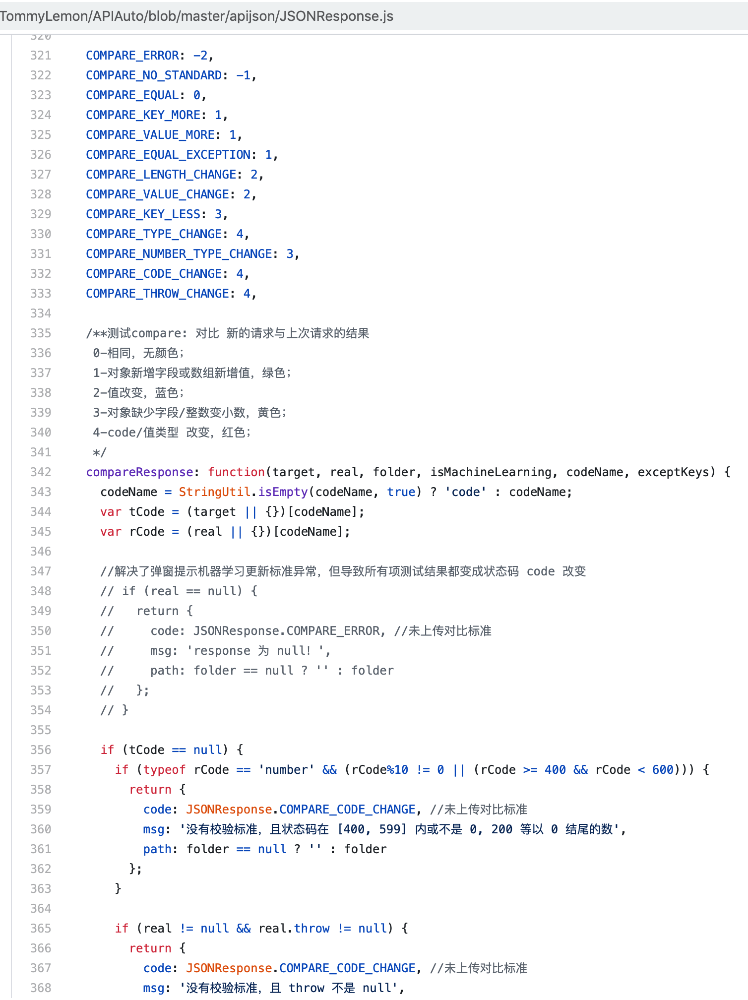 TommyLemon/APIAuto/blob/master/apijson/JSONResponse.js
320
321 COMPARE_ERROR: -2,
322 COMPARE_NO_STANDARD: -1,
323 COMPARE_EQUAL: 0,
324 COMPARE_KEY_MORE: 1,
325 COMPARE_VALUE_MORE: 1,
326 COMPARE_EQUAL_EXCEPTION: 1,
327 COMPARE_LENGTH_CHANGE: 2,
328 COMPARE_VALUE_CHANGE: 2,
329 COMPARE_KEY_LESS: 3,
330 COMPARE_TYPE_CHANGE: 4,
331 COMPARE_NUMBER_TYPE_CHANGE: 3,
332 COMPARE_CODE_CHANGE: 4,
333 COMPARE_THROW_CHANGE: 4,
334
335 /**测试compare: 对比 新的请求与上次请求的结果
336 0-相同，无颜色；
337 1-对象新增字段或数组新增值，绿色；
338 2-值改变，蓝色；
339 3-对象缺少字段/整数变小数，黄色；
340 4-code/值类型 改变，红色；
341 */
342 compareResponse: function(target, real, folder, isMachineLearning, codeName, exceptKeys) {
343 codeName = StringUtil.isEmpty(codeName, true) ? 'code' : codeName;
344 var tCode = (target || {})[codeName];
345 var rCode = (real || {})[codeName];
346
347 //解决了弹窗提示机器学习更新标准异常，但导致所有项测试结果都变成状态码 code 改变
348 // if (real == null) {
349 //   return {
350 //     code: JSONResponse.COMPARE_ERROR, //未上传对比标准
351 //     msg: 'response 为 null！',
352 //     path: folder == null ? '' : folder
353 //   };
354 // }
355
356 if (tCode == null) {
357 if (typeof rCode == 'number' && (rCode%10 != 0 || (rCode >= 400 && rCode < 600))) {
358 return {
359 code: JSONResponse.COMPARE_CODE_CHANGE, //未上传对比标准
360 msg: '没有校验标准，且状态码在 [400, 599] 内或不是 0, 200 等以 0 结尾的数',
361 path: folder == null ? '' : folder
362 };
363 }
364
365 if (real != null && real.throw != null) {
366 return {
367 code: JSONResponse.COMPARE_CODE_CHANGE, //未上传对比标准
368 msg: '没有校验标准，且 throw 不是 null',